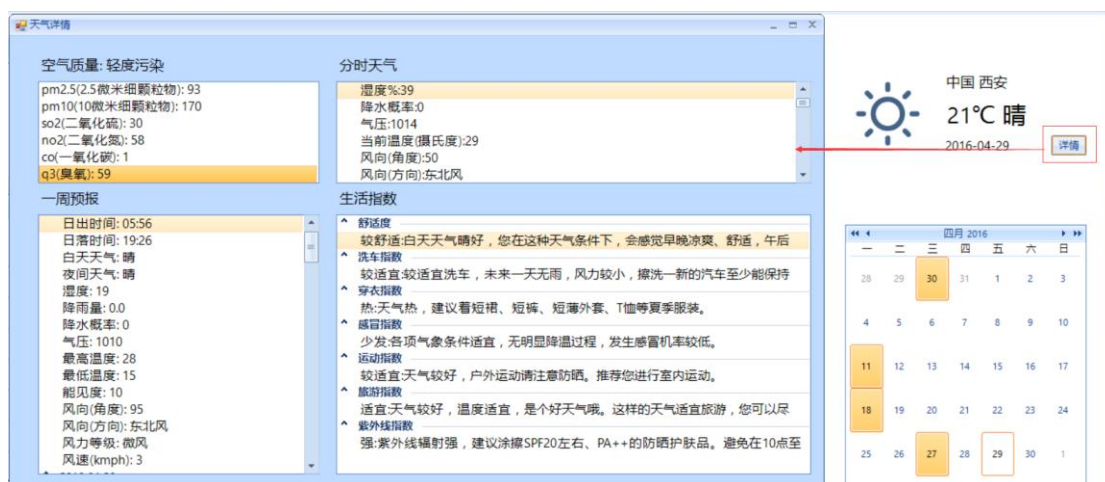 天气详情
空气质量: 轻度污染
pm2.5(2.5微米细颗粒物): 93
pm10(10微米细颗粒物): 170
so2(二氧化硫): 30
no2(二氧化氮): 58
co(一氧化碳): 1
q3(臭氧): 59
分时天气
湿度%:39
降水概率:0
气压:1014
当前温度(摄氏度):29
风向(角度):50
风向(方向):东北风
一周预报
日出时间: 05:56
日落时间: 19:26
白天天气: 晴
夜间天气: 晴
湿度: 19
降雨量: 0.0
降水概率: 0
气压: 1010
最高温度: 28
最低温度: 15
能见度: 10
风向(角度): 95
风向(方向): 东北风
风力等级: 微风
风速(kmph): 3
生活指数
舒适度
较舒适:白天天气晴好，您在这种天气条件下，会感觉早晚凉爽、舒适，午后
洗车指数
较适宜:较适宜洗车，未来一天无雨，风力较小，擦洗一新的汽车至少能保持
穿衣指数
热:天气热，建议着短裙、短裤、短薄外套、T恤等夏季服装。
感冒指数
少发:各项气象条件适宜，无明显降温过程，发生感冒机率较低。
运动指数
较适宜:天气较好，户外运动请注意防晒。推荐您进行室内运动。
旅游指数
适宜:天气较好，温度适宜，是个好天气哦。这样的天气适宜旅游，您可以尽
紫外线指数
强:紫外线辐射强，建议涂擦SPF20左右、PA++的防晒护肤品。避免在10点至
中国 西安
21℃ 晴
2016-04-29
详情
四月 2016
一 二 三 四 五 六 日
28 29 30 31 1 2 3
4 5 6 7 8 9 10
11 12 13 14 15 16 17
18 19 20 21 22 23 24
25 26 27 28 29 30 1